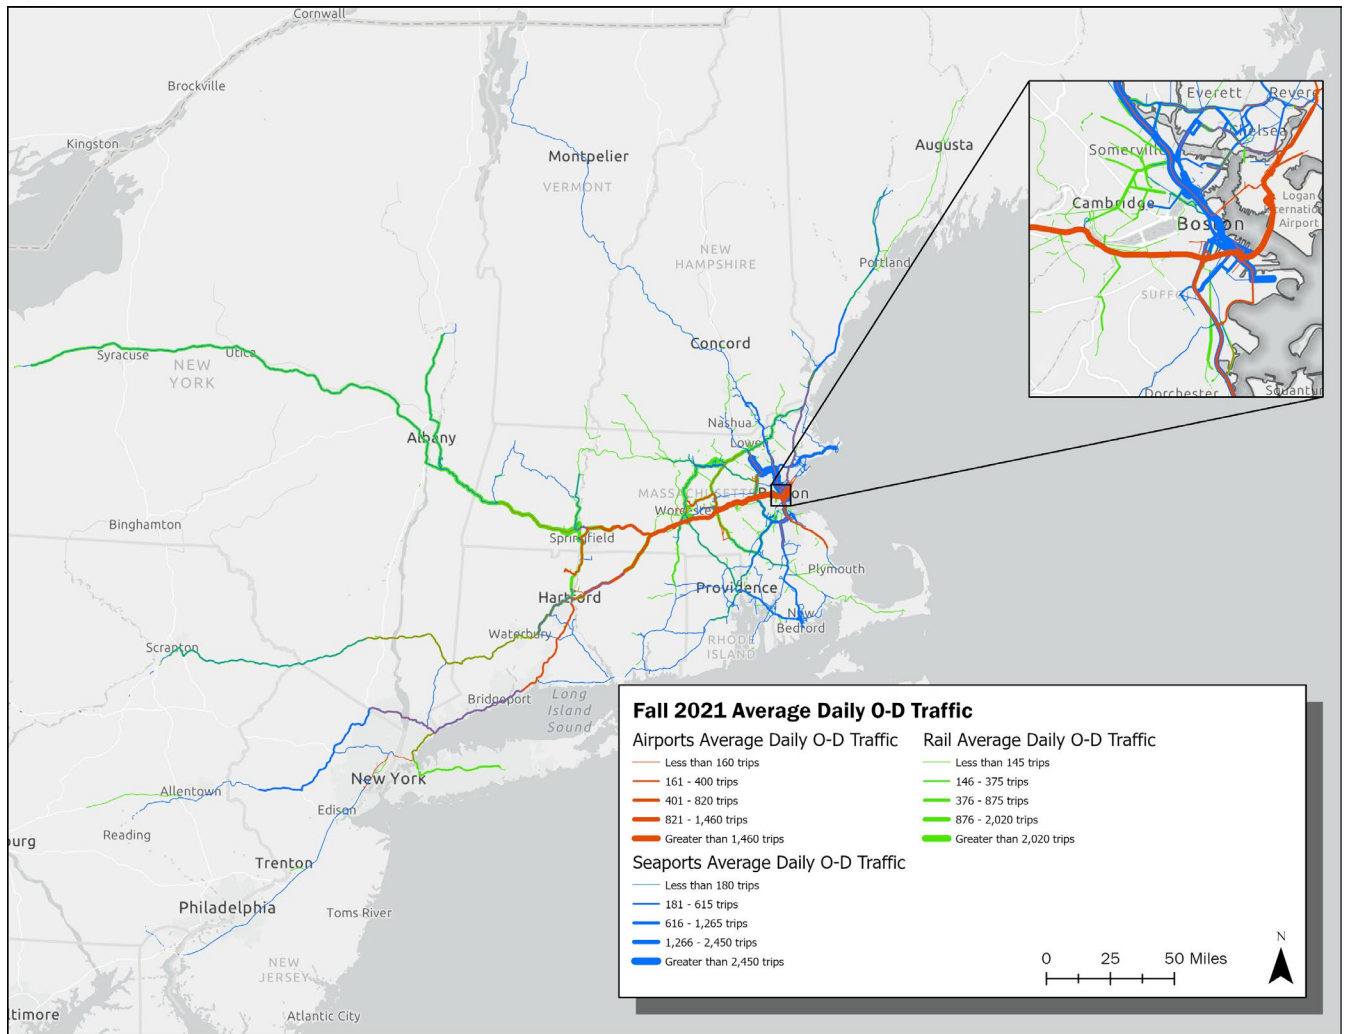 Cornwall
Brockville
Kingston
Montpelier
VERMONT
Augusta
NEW
HAMPSHIRE
Portland
Everett
Revere
Chelsea
Somerville
Cambridge
Logan
International
Airport
Boston
SUFFOLK
Dorchester
Squantum
Syracuse
Utica
NEW
YORK
Concord
Albany
Nashua
Lowell
MASSACHUSETTS
Boston
Worcester
Binghamton
Springfield
Plymouth
Hartford
Providence
New
Bedford
Waterbury
RHODE
ISLAND
Scranton
Bridgeport
Long
Island
Sound
New York
Allentown
Edison
Reading
burg
Trenton
Philadelphia
Toms River
NEW
JERSEY
Atlantic City
ltimore
Fall 2021 Average Daily O-D Traffic
Airports Average Daily O-D Traffic
Less than 160 trips
161 - 400 trips
401 - 820 trips
821 - 1,460 trips
Greater than 1,460 trips
Rail Average Daily O-D Traffic
Less than 145 trips
146 - 375 trips
376 - 875 trips
876 - 2,020 trips
Greater than 2,020 trips
Seaports Average Daily O-D Traffic
Less than 180 trips
181 - 615 trips
616 - 1,265 trips
1,266 - 2,450 trips
Greater than 2,450 trips
N
0 25 50 Miles